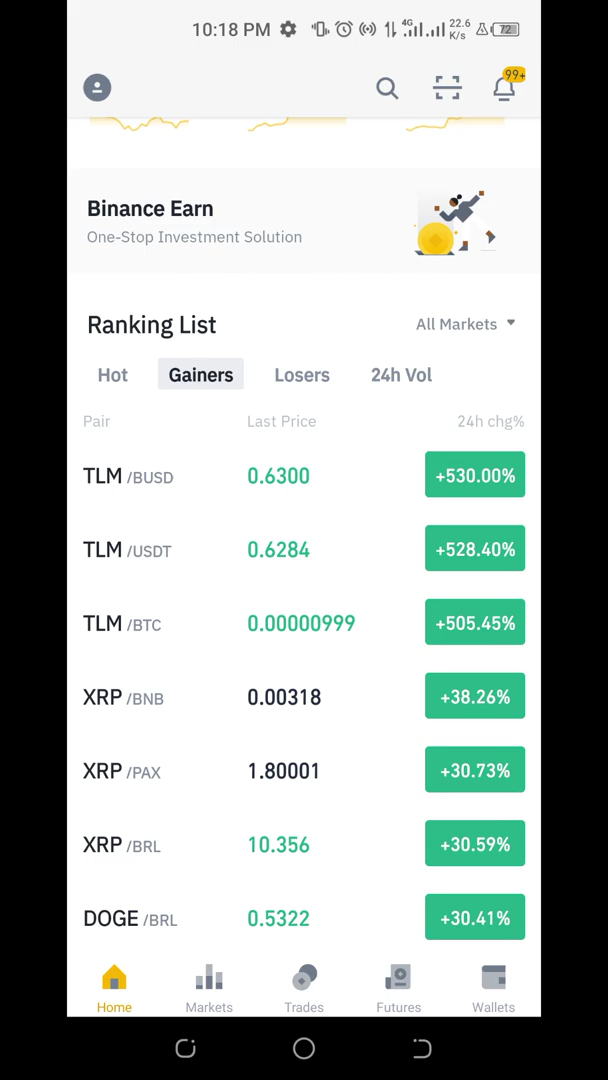 10:18 PM 4G 22.6 K/s 72
99+
Binance Earn
One-Stop Investment Solution
Ranking List All Markets
Hot Gainers Losers 24h Vol
Pair Last Price 24h chg%
TLM /BUSD 0.6300 +530.00%
TLM /USDT 0.6284 +528.40%
TLM /BTC 0.00000999 +505.45%
XRP /BNB 0.00318 +38.26%
XRP /PAX 1.80001 +30.73%
XRP /BRL 10.356 +30.59%
DOGE /BRL 0.5322 +30.41%
Home Markets Trades Futures Wallets